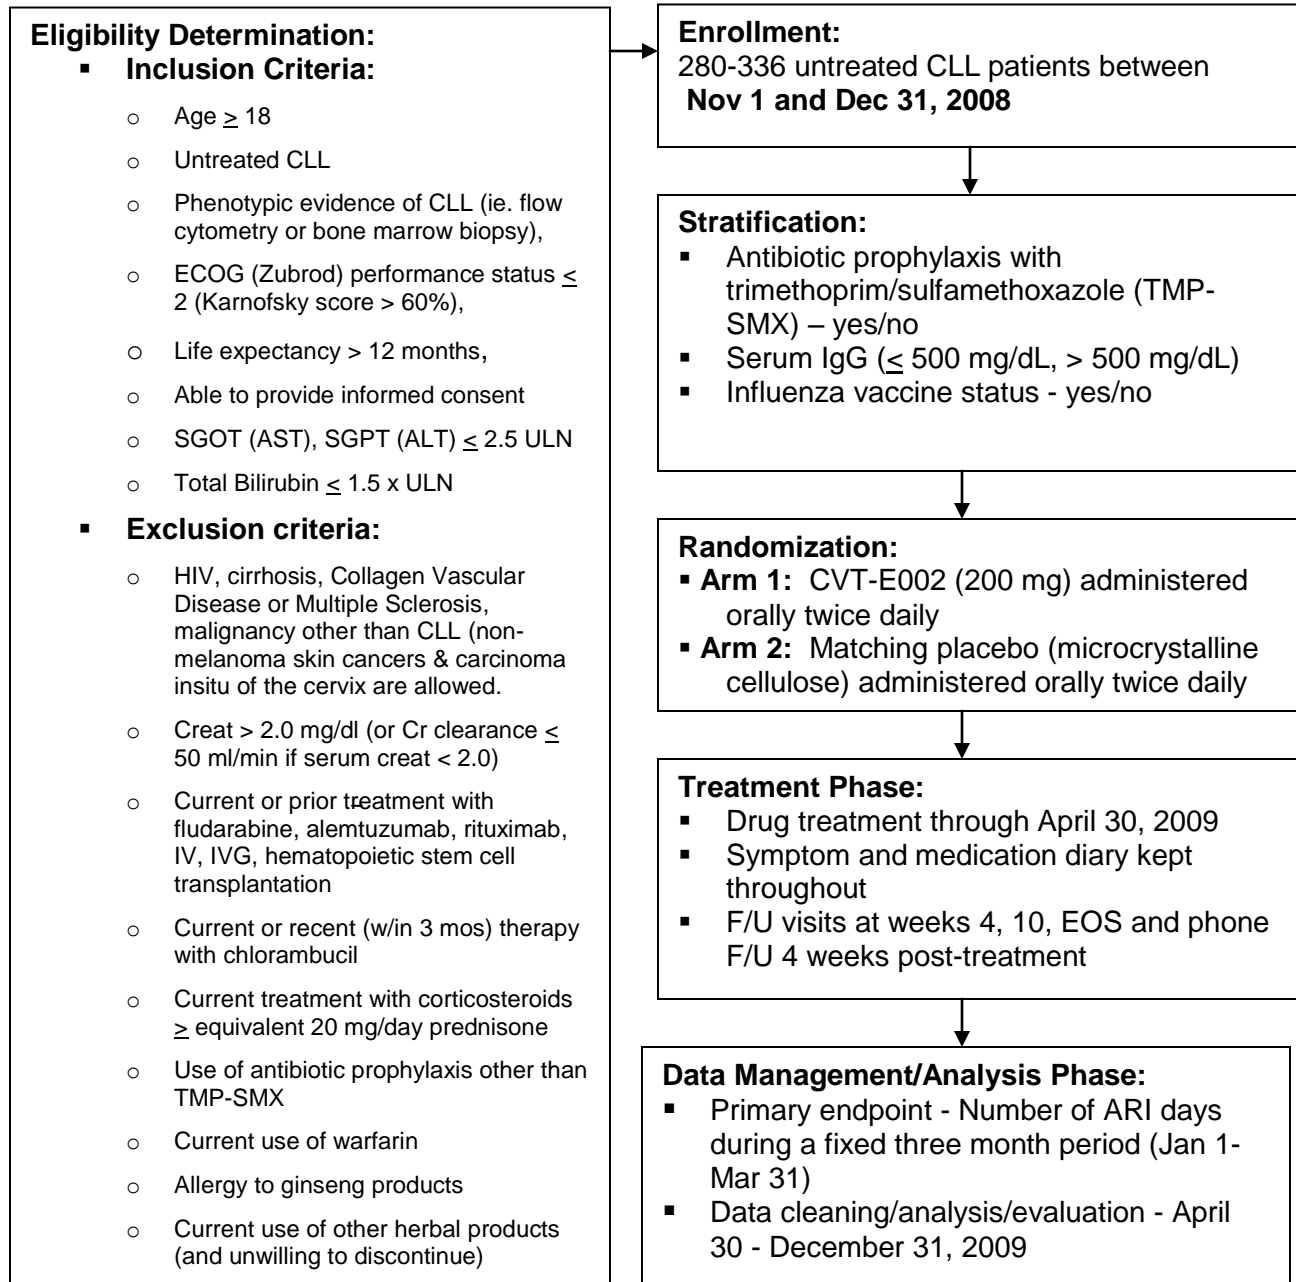 Eligibility Determination:
▪ Inclusion Criteria:
o Age ≥ 18
o Untreated CLL
o Phenotypic evidence of CLL (ie. flow
cytometry or bone marrow biopsy),
o ECOG (Zubrod) performance status ≤
2 (Karnofsky score > 60%),
o Life expectancy > 12 months,
o Able to provide informed consent
o SGOT (AST), SGPT (ALT) ≤ 2.5 ULN
o Total Bilirubin ≤ 1.5 x ULN
▪ Exclusion criteria:
o HIV, cirrhosis, Collagen Vascular
Disease or Multiple Sclerosis,
malignancy other than CLL (non-
melanoma skin cancers & carcinoma
insitu of the cervix are allowed.
o Creat > 2.0 mg/dl (or Cr clearance ≤
50 ml/min if serum creat < 2.0)
o Current or prior treatment with
fludarabine, alemtuzumab, rituximab,
IV, IVG, hematopoietic stem cell
transplantation
o Current or recent (w/in 3 mos) therapy
with chlorambucil
o Current treatment with corticosteroids
≥ equivalent 20 mg/day prednisone
o Use of antibiotic prophylaxis other than
TMP-SMX
o Current use of warfarin
o Allergy to ginseng products
o Current use of other herbal products
(and unwilling to discontinue)
Enrollment:
280-336 untreated CLL patients between
Nov 1 and Dec 31, 2008
Stratification:
▪ Antibiotic prophylaxis with
trimethoprim/sulfamethoxazole (TMP-
SMX) – yes/no
▪ Serum IgG (≤ 500 mg/dL, > 500 mg/dL)
▪ Influenza vaccine status - yes/no
Randomization:
▪ Arm 1: CVT-E002 (200 mg) administered
orally twice daily
▪ Arm 2: Matching placebo (microcrystalline
cellulose) administered orally twice daily
Treatment Phase:
▪ Drug treatment through April 30, 2009
▪ Symptom and medication diary kept
throughout
▪ F/U visits at weeks 4, 10, EOS and phone
F/U 4 weeks post-treatment
Data Management/Analysis Phase:
▪ Primary endpoint - Number of ARI days
during a fixed three month period (Jan 1-
Mar 31)
▪ Data cleaning/analysis/evaluation - April
30 - December 31, 2009